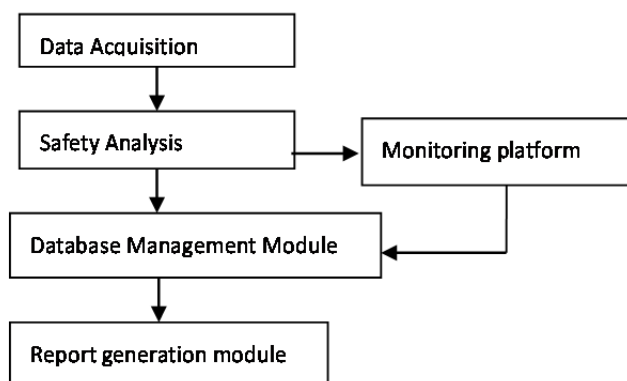 Data Acquisition
Safety Analysis
Monitoring platform
Database Management Module
Report generation module